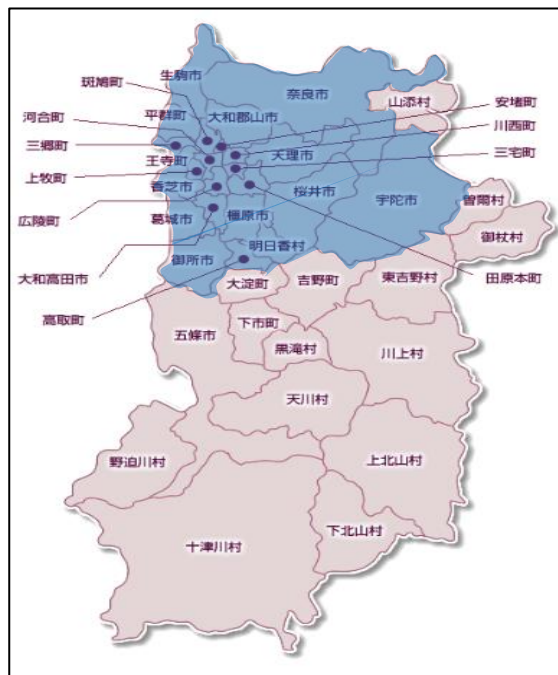 斑鳩町
生駒市
奈良市
安堵町
山添村
河合町
平群町
大和郡山市
川西町
三郷町
王寺町
天理市
三宅町
上牧町
香芝市
桜井市
宇陀市
曽爾村
広陵町
葛城市
橿原市
御杖村
御所市
明日香村
大和高田市
大淀町
吉野町
東吉野村
田原本町
高取町
五條市
下市町
黒滝村
川上村
天川村
野迫川村
上北山村
十津川村
下北山村